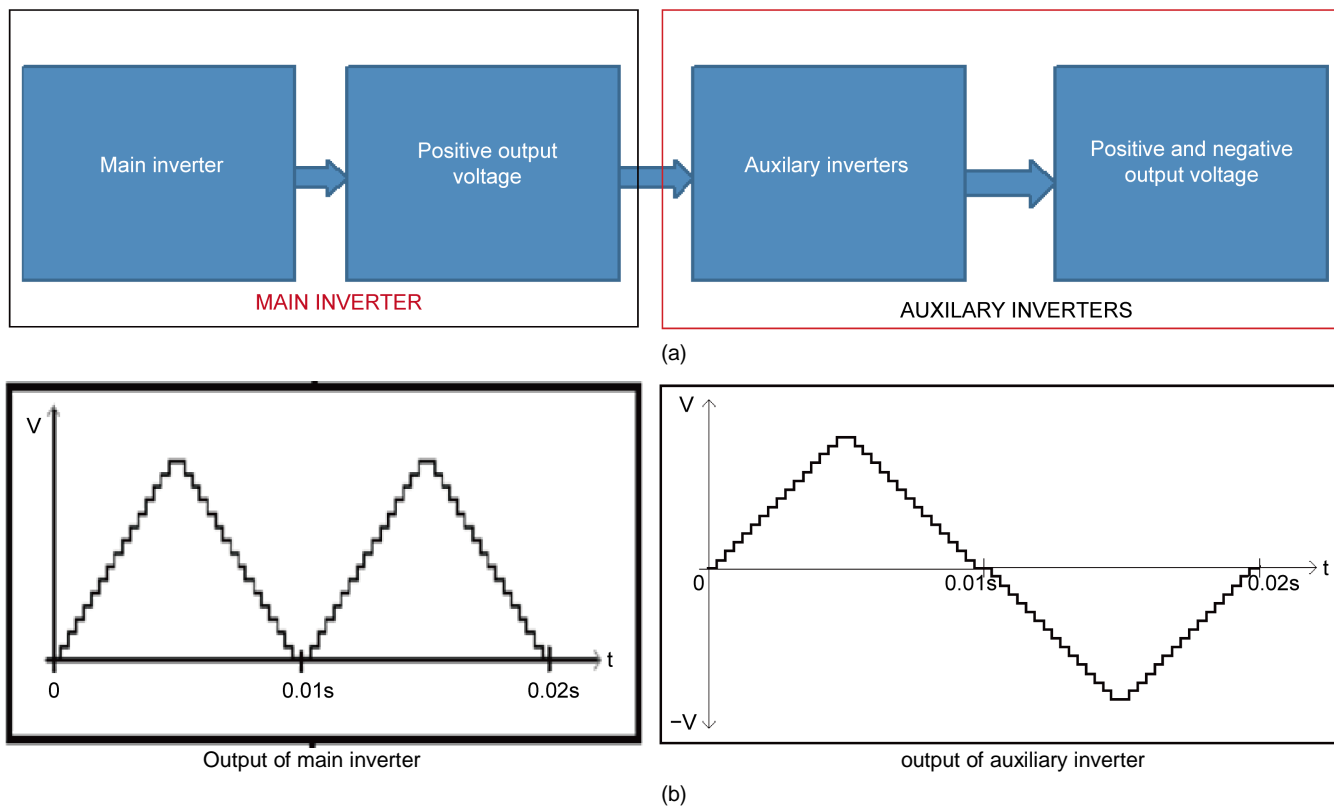 Main inverter
Positive output
voltage
Auxilary inverters
Positive and negative
output voltage
MAIN INVERTER
AUXILARY INVERTERS
(a)
V
t
0
0.01s
0.02s
Output of main inverter
V
t
0
0.01s
0.02s
−V
output of auxiliary inverter
(b)